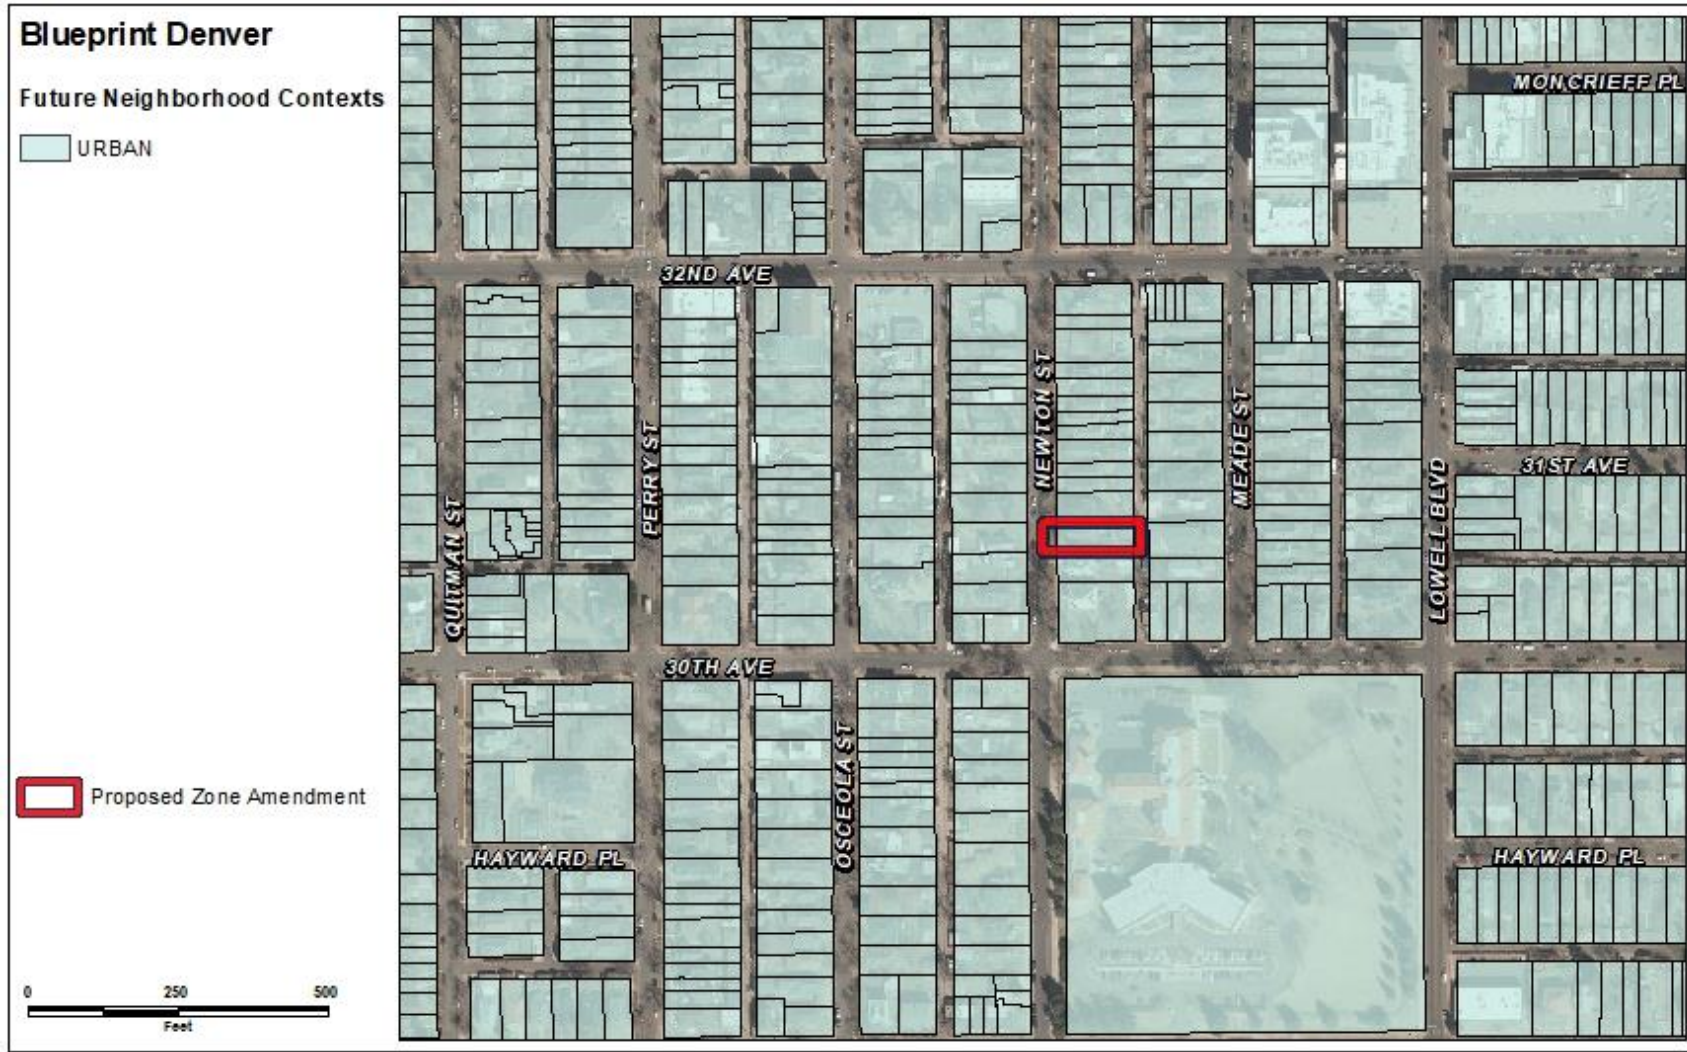 Blueprint Denver
Future Neighborhood Contexts
URBAN
Proposed Zone Amendment
0 250 500
Feet
MONCRIEFF PL
32ND AVE
NEWTON ST
PERRY ST
MEADE ST
31ST AVE
LOWELL BLVD
QUITMAN ST
30TH AVE
OSCEOLA ST
HAYWARD PL
HAYWARD PL